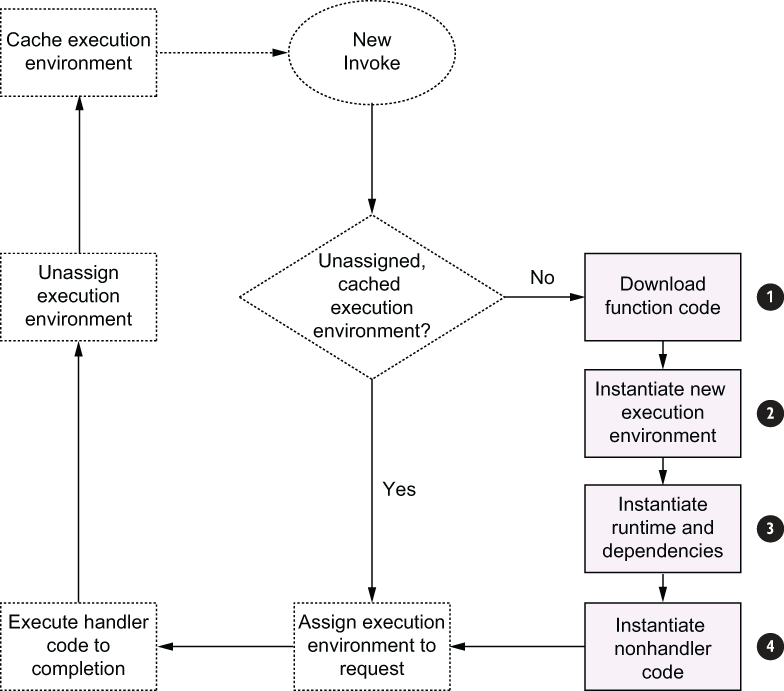 Cache execution
environment
New
Invoke
Unassigned,
cached
execution
environment?
No
Download
function code
1
Unassign
execution
environment
Instantiate new
execution
environment
2
Yes
Instantiate
runtime and
dependencies
3
Execute handler
code to
completion
Assign execution
environment to
request
Instantiate
nonhandler
code
4